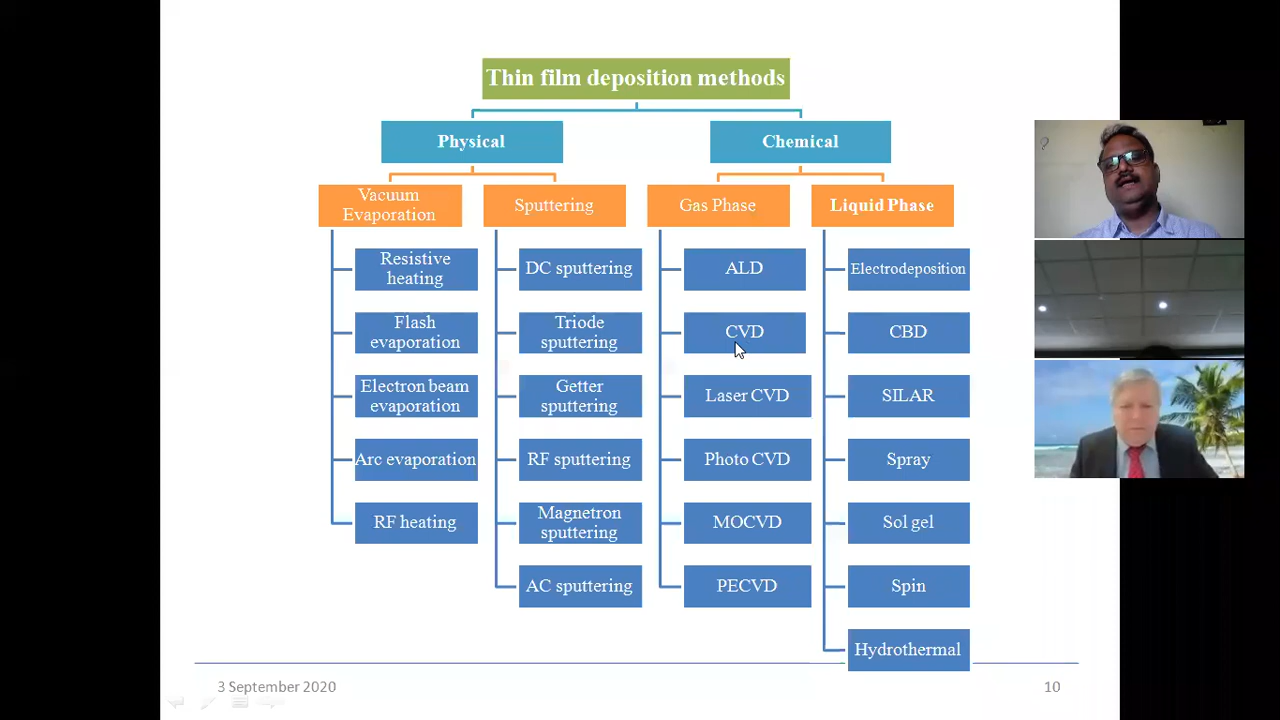 Thin film deposition methods
Physical
Chemical
Vacuum
Evaporation
Sputtering
Gas Phase
Liquid Phase
Resistive
heating
Flash
evaporation
Electron beam
evaporation
Arc evaporation
RF heating
DC sputtering
Triode
sputtering
Getter
sputtering
RF sputtering
Magnetron
sputtering
AC sputtering
ALD
CVD
Laser CVD
Photo CVD
MOCVD
PECVD
Electrodeposition
CBD
SILAR
Spray
Sol gel
Spin
Hydrothermal
3 September 2020
10
?